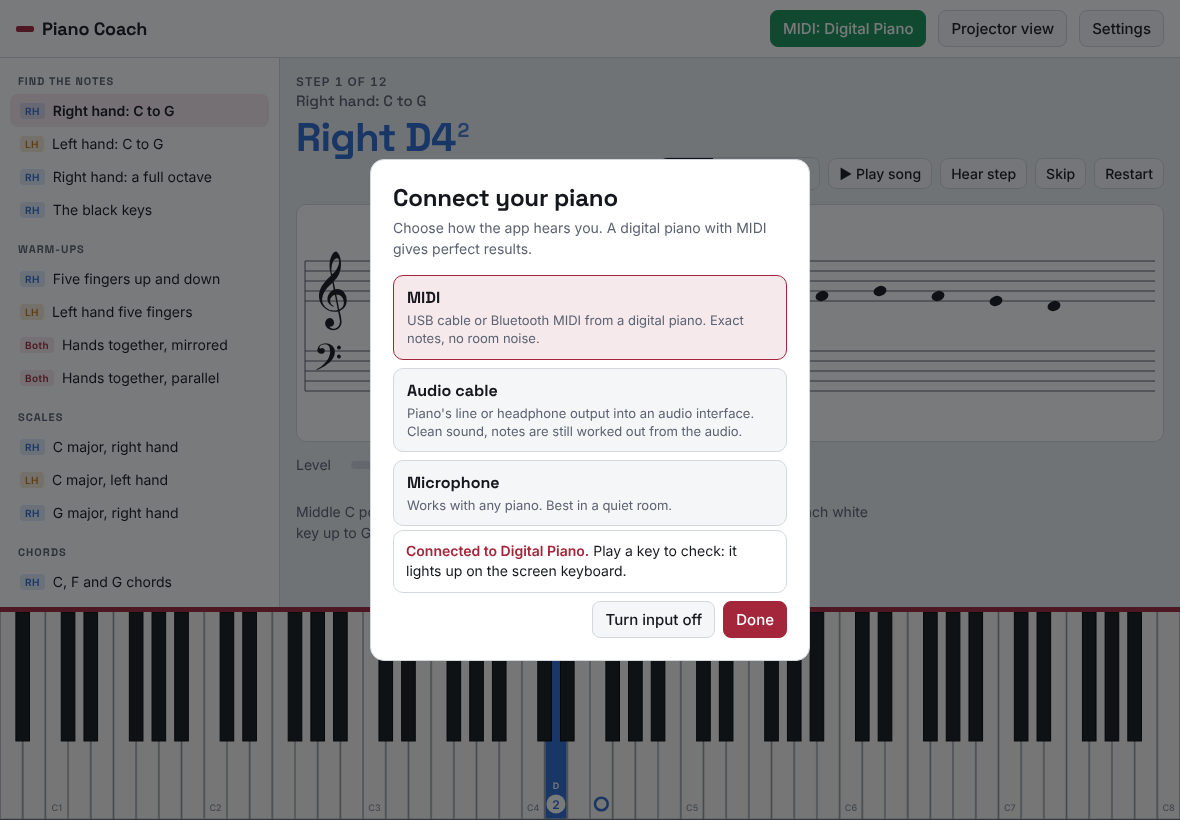 Piano Coach
MIDI: Digital Piano
Projector view
Settings
FIND THE NOTES
RH Right hand: C to G
LH Left hand: C to G
RH Right hand: a full octave
RH The black keys
WARM-UPS
RH Five fingers up and down
LH Left hand five fingers
Both Hands together, mirrored
Both Hands together, parallel
SCALES
RH C major, right hand
LH C major, left hand
RH G major, right hand
CHORDS
RH C, F and G chords
STEP 1 OF 12
Right hand: C to G
Right D4²
Play song
Hear step
Skip
Restart
Level
Middle C
white
key up to G
Connect your piano
Choose how the app hears you. A digital piano with MIDI
gives perfect results.
MIDI
USB cable or Bluetooth MIDI from a digital piano. Exact
notes, no room noise.
Audio cable
Piano's line or headphone output into an audio interface.
Clean sound, notes are still worked out from the audio.
Microphone
Works with any piano. Best in a quiet room.
Connected to Digital Piano. Play a key to check: it
lights up on the screen keyboard.
Turn input off
Done
D
2
C1 C2 C3 C4 C5 C6 C7 C8